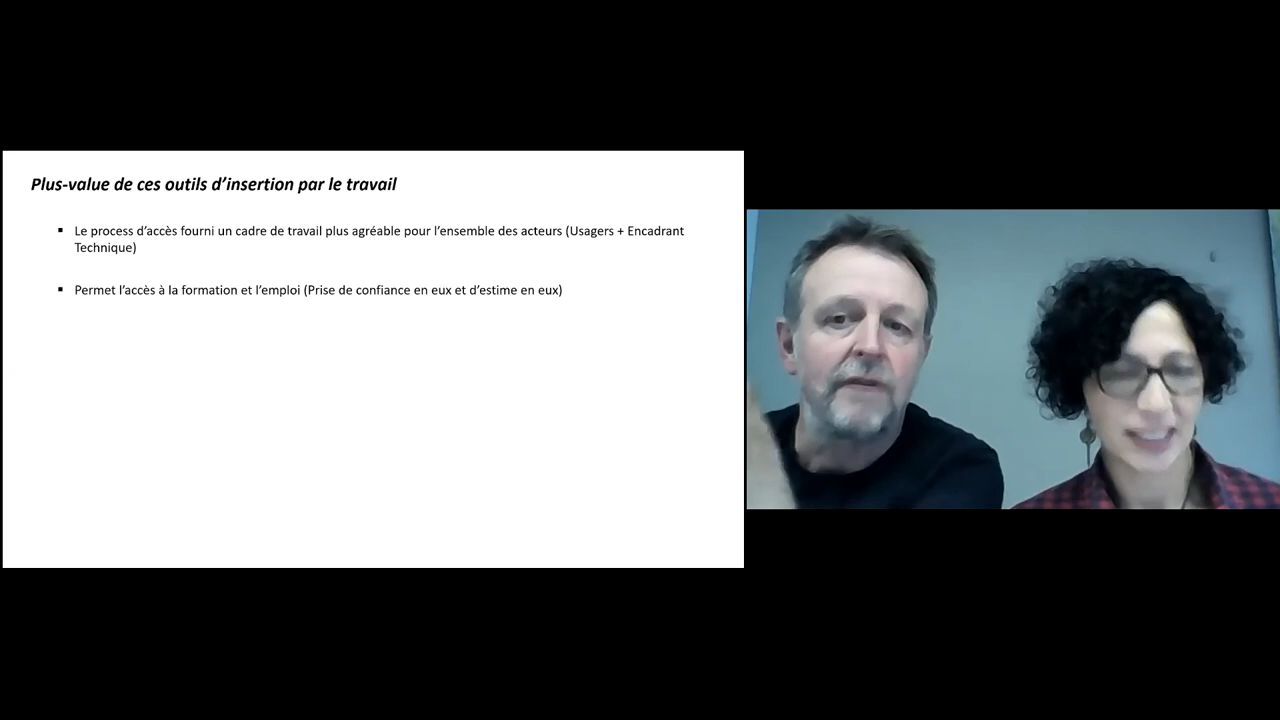 Plus-value de ces outils d’insertion par le travail
▪ Le process d’accès fourni un cadre de travail plus agréable pour l’ensemble des acteurs (Usagers + Encadrant
Technique)
▪ Permet l’accès à la formation et l’emploi (Prise de confiance en eux et d’estime en eux)